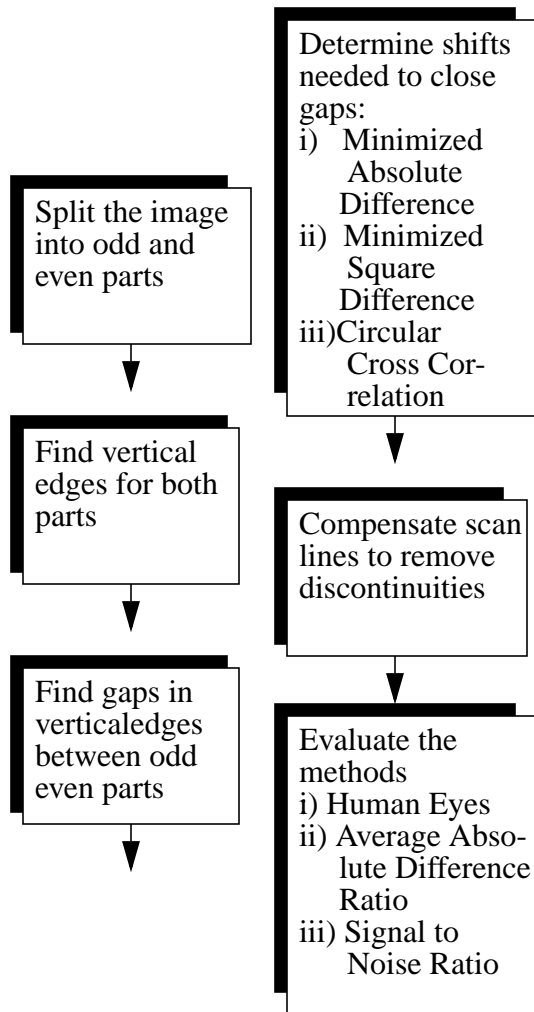 Split the image
into odd and
even parts
Find vertical
edges for both
parts
Find gaps in
verticaledges
between odd
even parts
Determine shifts
needed to close
gaps:
i) Minimized
Absolute
Difference
ii) Minimized
Square
Difference
iii)Circular
Cross Cor-
relation
Compensate scan
lines to remove
discontinuities
Evaluate the
methods
i) Human Eyes
ii) Average Abso-
lute Difference
Ratio
iii) Signal to
Noise Ratio